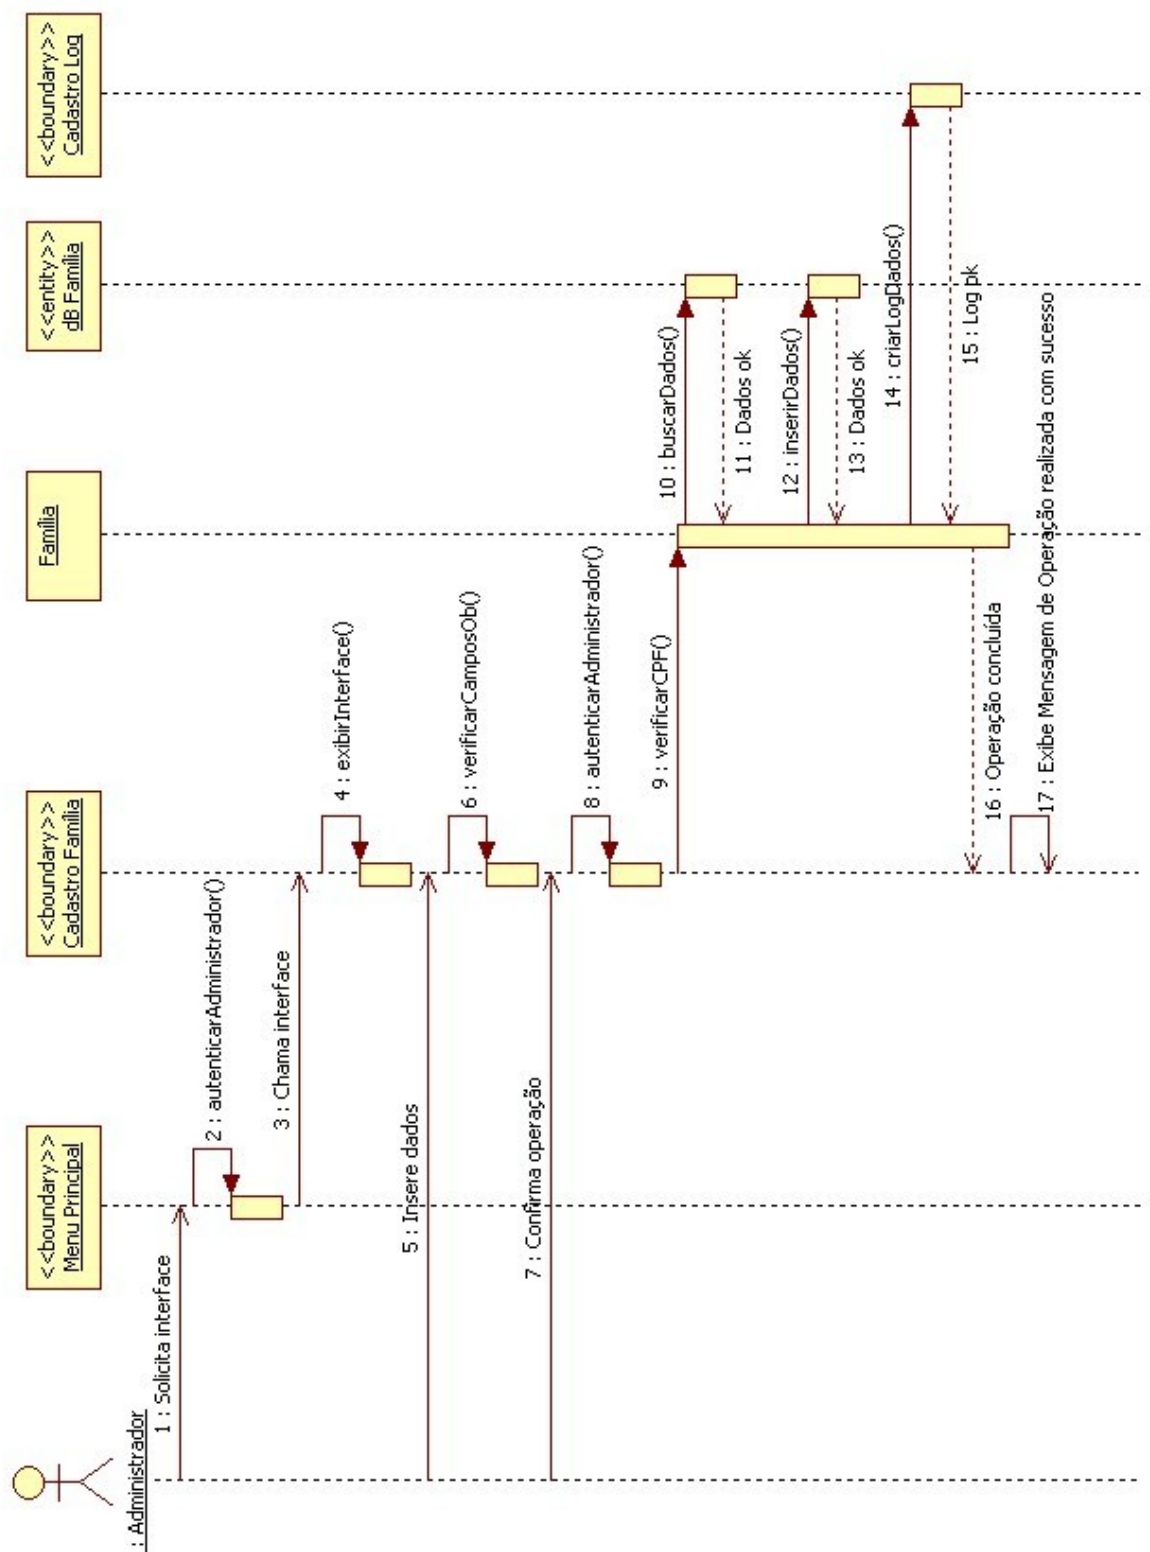 : Administrador
<<boundary>>
Menu Principal
<<boundary>>
Cadastro Família
Família
<<entity>>
dB Família
<<boundary>>
Cadastro Log
1 : Solicita interface
2 : autenticarAdministrador()
3 : Chama interface
4 : exibirInterface()
5 : Insere dados
6 : verificarCamposOb()
7 : Confirma operação
8 : autenticarAdministrador()
9 : verificarCPF()
10 : buscarDados()
11 : Dados ok
12 : inserirDados()
13 : Dados ok
14 : criarLogDados()
15 : Log ok
16 : Operação concluída
17 : Exibe Mensagem de Operação realizada com sucesso